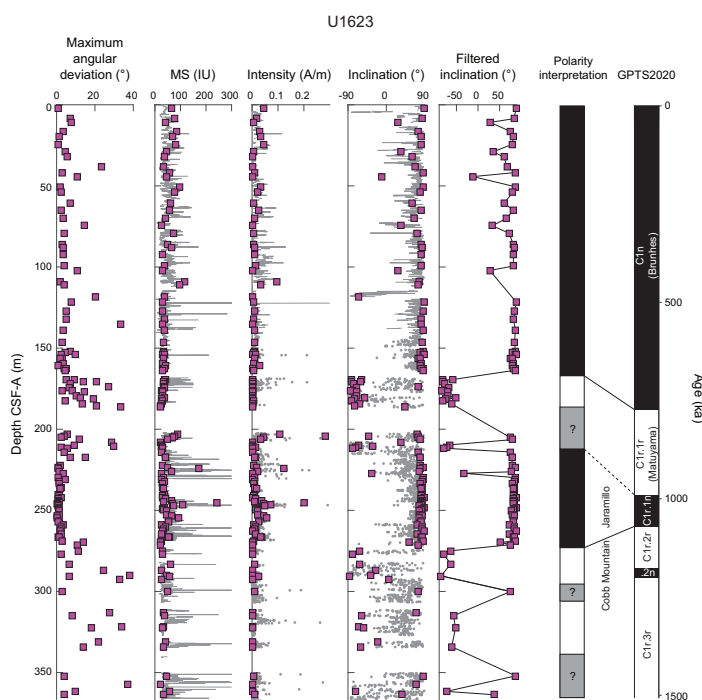 U1623
Maximum
angular
deviation (°)
MS (IU)
Intensity (A/m)
Inclination (°)
Filtered
inclination (°)
Polarity
interpretation
GPTS2020
0 20 40
0 100 200 300
0 0.1 0.2
-90 0 90
-50 0 50
0
50
100
150
200
250
300
350
Depth CSF-A (m)
?
?
?
Jaramillo
Cobb Mountain
C1n
(Brunhes)
C1r.1r
(Matuyama)
C1r.1n
C1r.2r
.2n
C1r.3r
0
500
1000
1500
Age (ka)